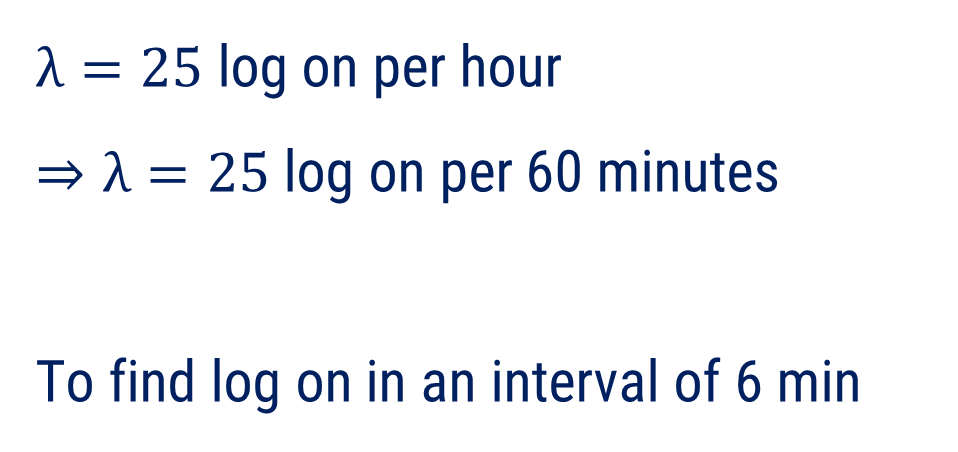 λ = 25 log on per hour
⇒ λ = 25 log on per 60 minutes
To find log on in an interval of 6 min